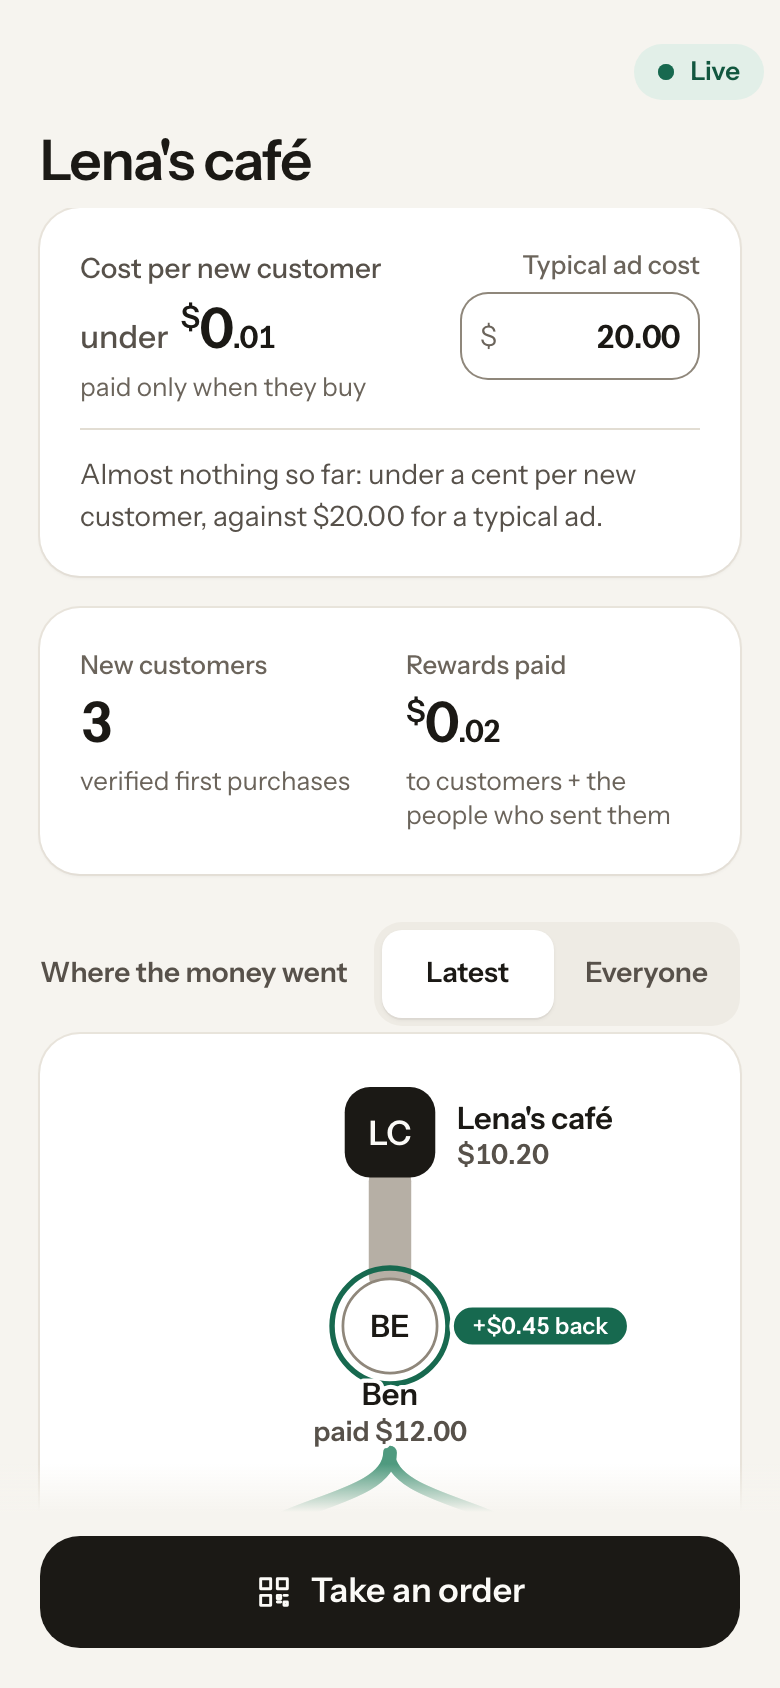 Live
Lena's café
Cost per new customer
under $0.01
paid only when they buy
Typical ad cost
$ 20.00
Almost nothing so far: under a cent per new
customer, against $20.00 for a typical ad.
New customers
3
verified first purchases
Rewards paid
$0.02
to customers + the
people who sent them
Where the money went
Latest
Everyone
LC
Lena's café
$10.20
BE
+$0.45 back
Ben
paid $12.00
Take an order